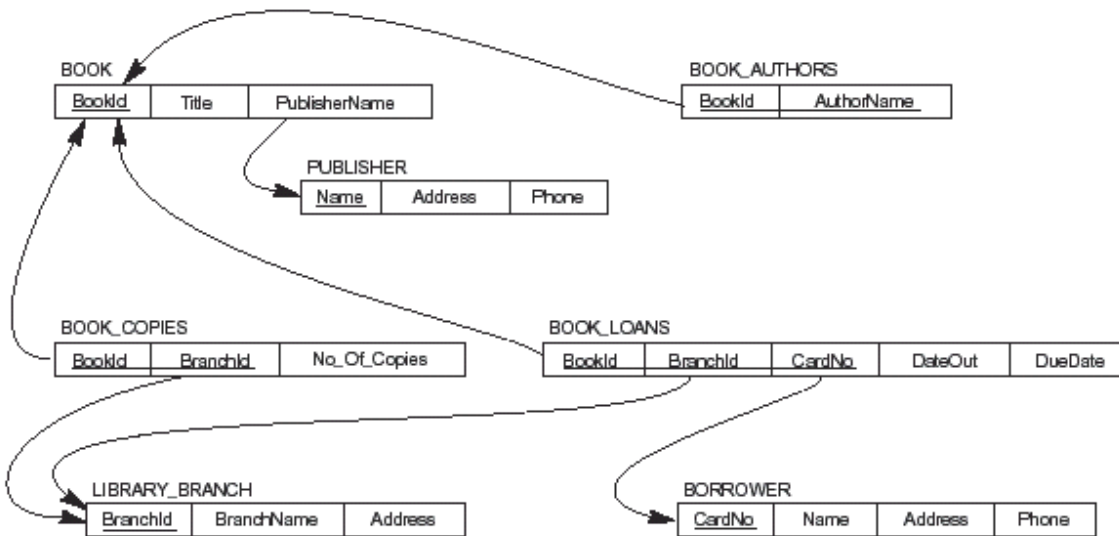 BOOK
BookId Title PublisherName
BOOK_AUTHORS
BookId AuthorName
PUBLISHER
Name Address Phone
BOOK_COPIES
BookId BranchId No_Of_Copies
BOOK_LOANS
BookId BranchId CardNo DateOut DueDate
LIBRARY_BRANCH
BranchId BranchName Address
BORROWER
CardNo Name Address Phone